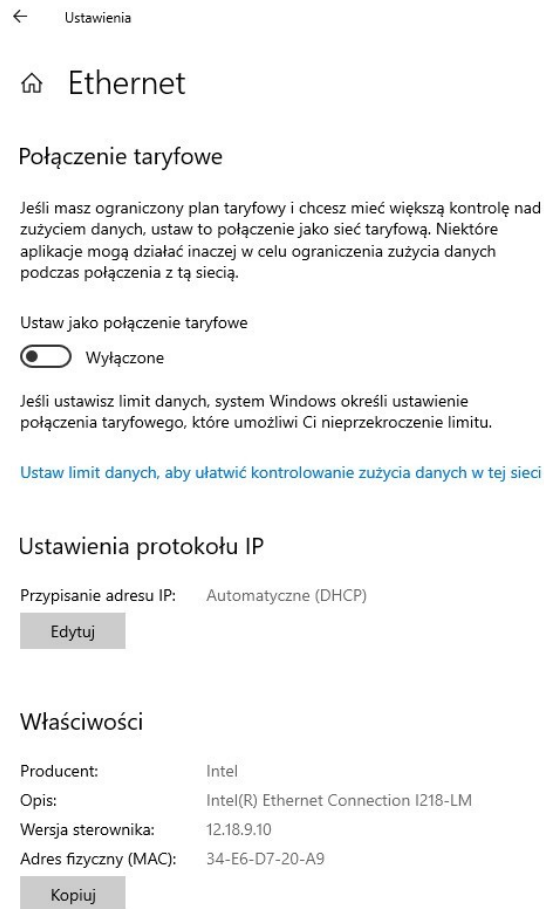 Ustawienia
Ethernet
Połączenie taryfowe
Jeśli masz ograniczony plan taryfowy i chcesz mieć większą kontrolę nad
zużyciem danych, ustaw to połączenie jako sieć taryfową. Niektóre
aplikacje mogą działać inaczej w celu ograniczenia zużycia danych
podczas połączenia z tą siecią.
Ustaw jako połączenie taryfowe
Wyłączone
Jeśli ustawisz limit danych, system Windows określi ustawienie
połączenia taryfowego, które umożliwi Ci nieprzekroczenie limitu.
Ustaw limit danych, aby ułatwić kontrolowanie zużycia danych w tej sieci
Ustawienia protokołu IP
Przypisanie adresu IP: Automatyczne (DHCP)
Edytuj
Właściwości
Producent: Intel
Opis: Intel(R) Ethernet Connection I218-LM
Wersja sterownika: 12.18.9.10
Adres fizyczny (MAC): 34-E6-D7-20-A9
Kopiuj